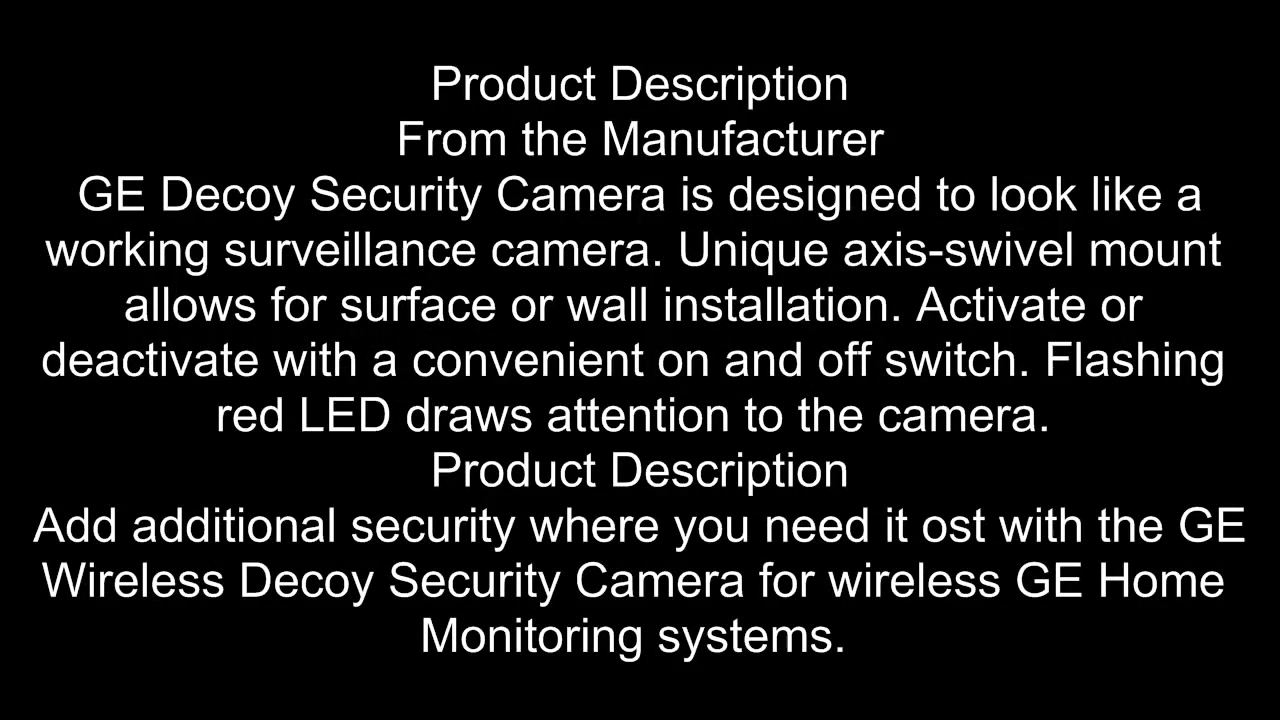 Product Description
From the Manufacturer
GE Decoy Security Camera is designed to look like a
working surveillance camera. Unique axis-swivel mount
allows for surface or wall installation. Activate or
deactivate with a convenient on and off switch. Flashing
red LED draws attention to the camera.
Product Description
Add additional security where you need it ost with the GE
Wireless Decoy Security Camera for wireless GE Home
Monitoring systems.